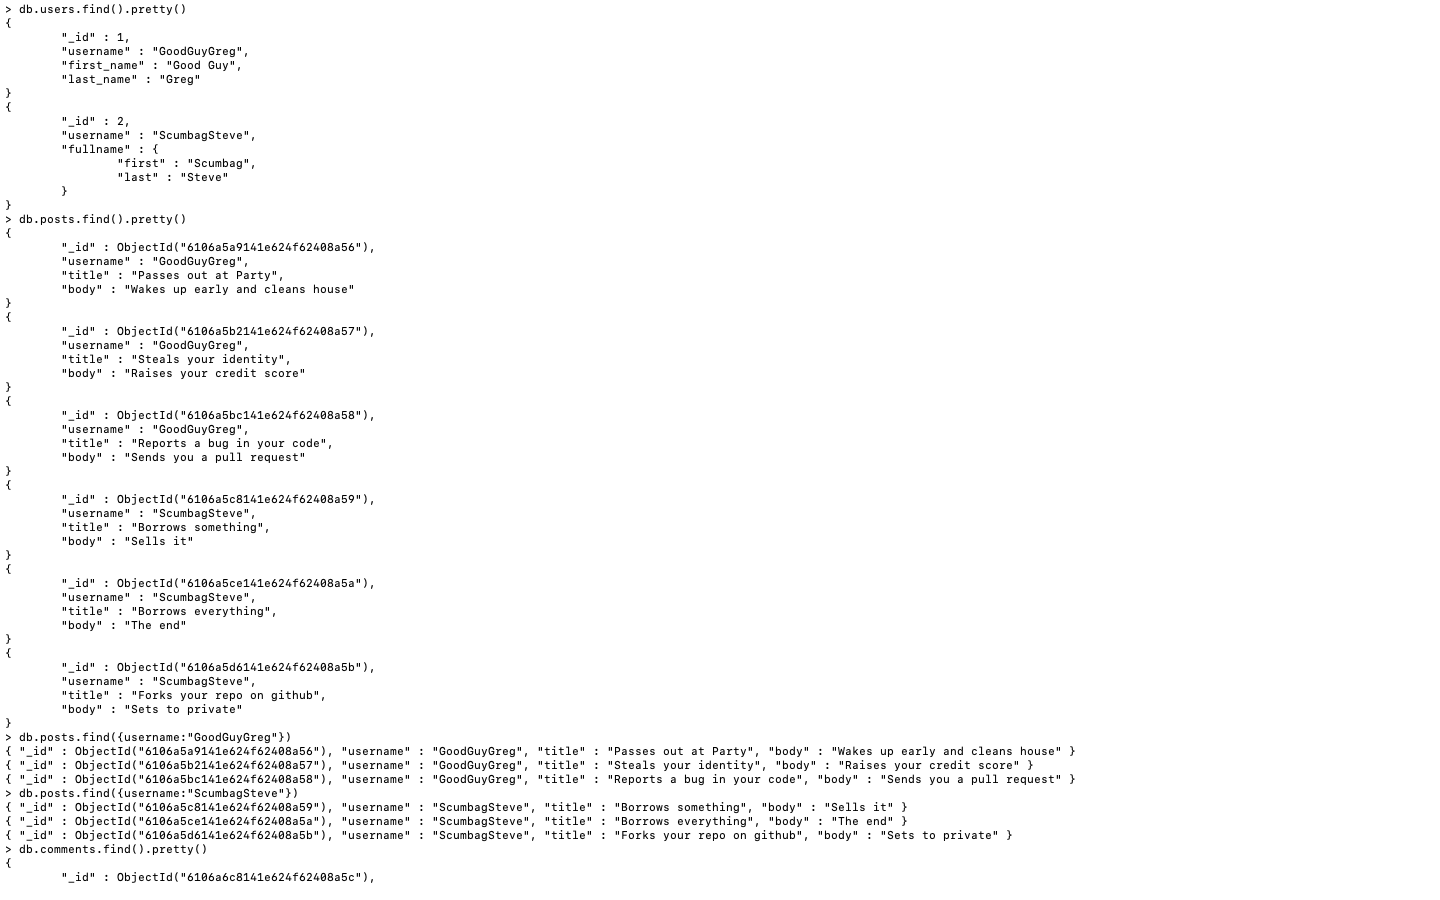 > db.users.find().pretty()
{
        "_id" : 1,
        "username" : "GoodGuyGreg",
        "first_name" : "Good Guy",
        "last_name" : "Greg"
}
{
        "_id" : 2,
        "username" : "ScumbagSteve",
        "fullname" : {
                "first" : "Scumbag",
                "last" : "Steve"
        }
}
> db.posts.find().pretty()
{
        "_id" : ObjectId("6106a5a9141e624f62408a56"),
        "username" : "GoodGuyGreg",
        "title" : "Passes out at Party",
        "body" : "Wakes up early and cleans house"
}
{
        "_id" : ObjectId("6106a5b2141e624f62408a57"),
        "username" : "GoodGuyGreg",
        "title" : "Steals your identity",
        "body" : "Raises your credit score"
}
{
        "_id" : ObjectId("6106a5bc141e624f62408a58"),
        "username" : "GoodGuyGreg",
        "title" : "Reports a bug in your code",
        "body" : "Sends you a pull request"
}
{
        "_id" : ObjectId("6106a5c8141e624f62408a59"),
        "username" : "ScumbagSteve",
        "title" : "Borrows something",
        "body" : "Sells it"
}
{
        "_id" : ObjectId("6106a5ce141e624f62408a5a"),
        "username" : "ScumbagSteve",
        "title" : "Borrows everything",
        "body" : "The end"
}
{
        "_id" : ObjectId("6106a5d6141e624f62408a5b"),
        "username" : "ScumbagSteve",
        "title" : "Forks your repo on github",
        "body" : "Sets to private"
}
> db.posts.find({username:"GoodGuyGreg"})
{ "_id" : ObjectId("6106a5a9141e624f62408a56"), "username" : "GoodGuyGreg", "title" : "Passes out at Party", "body" : "Wakes up early and cleans house" }
{ "_id" : ObjectId("6106a5b2141e624f62408a57"), "username" : "GoodGuyGreg", "title" : "Steals your identity", "body" : "Raises your credit score" }
{ "_id" : ObjectId("6106a5bc141e624f62408a58"), "username" : "GoodGuyGreg", "title" : "Reports a bug in your code", "body" : "Sends you a pull request" }
> db.posts.find({username:"ScumbagSteve"})
{ "_id" : ObjectId("6106a5c8141e624f62408a59"), "username" : "ScumbagSteve", "title" : "Borrows something", "body" : "Sells it" }
{ "_id" : ObjectId("6106a5ce141e624f62408a5a"), "username" : "ScumbagSteve", "title" : "Borrows everything", "body" : "The end" }
{ "_id" : ObjectId("6106a5d6141e624f62408a5b"), "username" : "ScumbagSteve", "title" : "Forks your repo on github", "body" : "Sets to private" }
> db.comments.find().pretty()
{
        "_id" : ObjectId("6106a6c8141e624f62408a5c"),